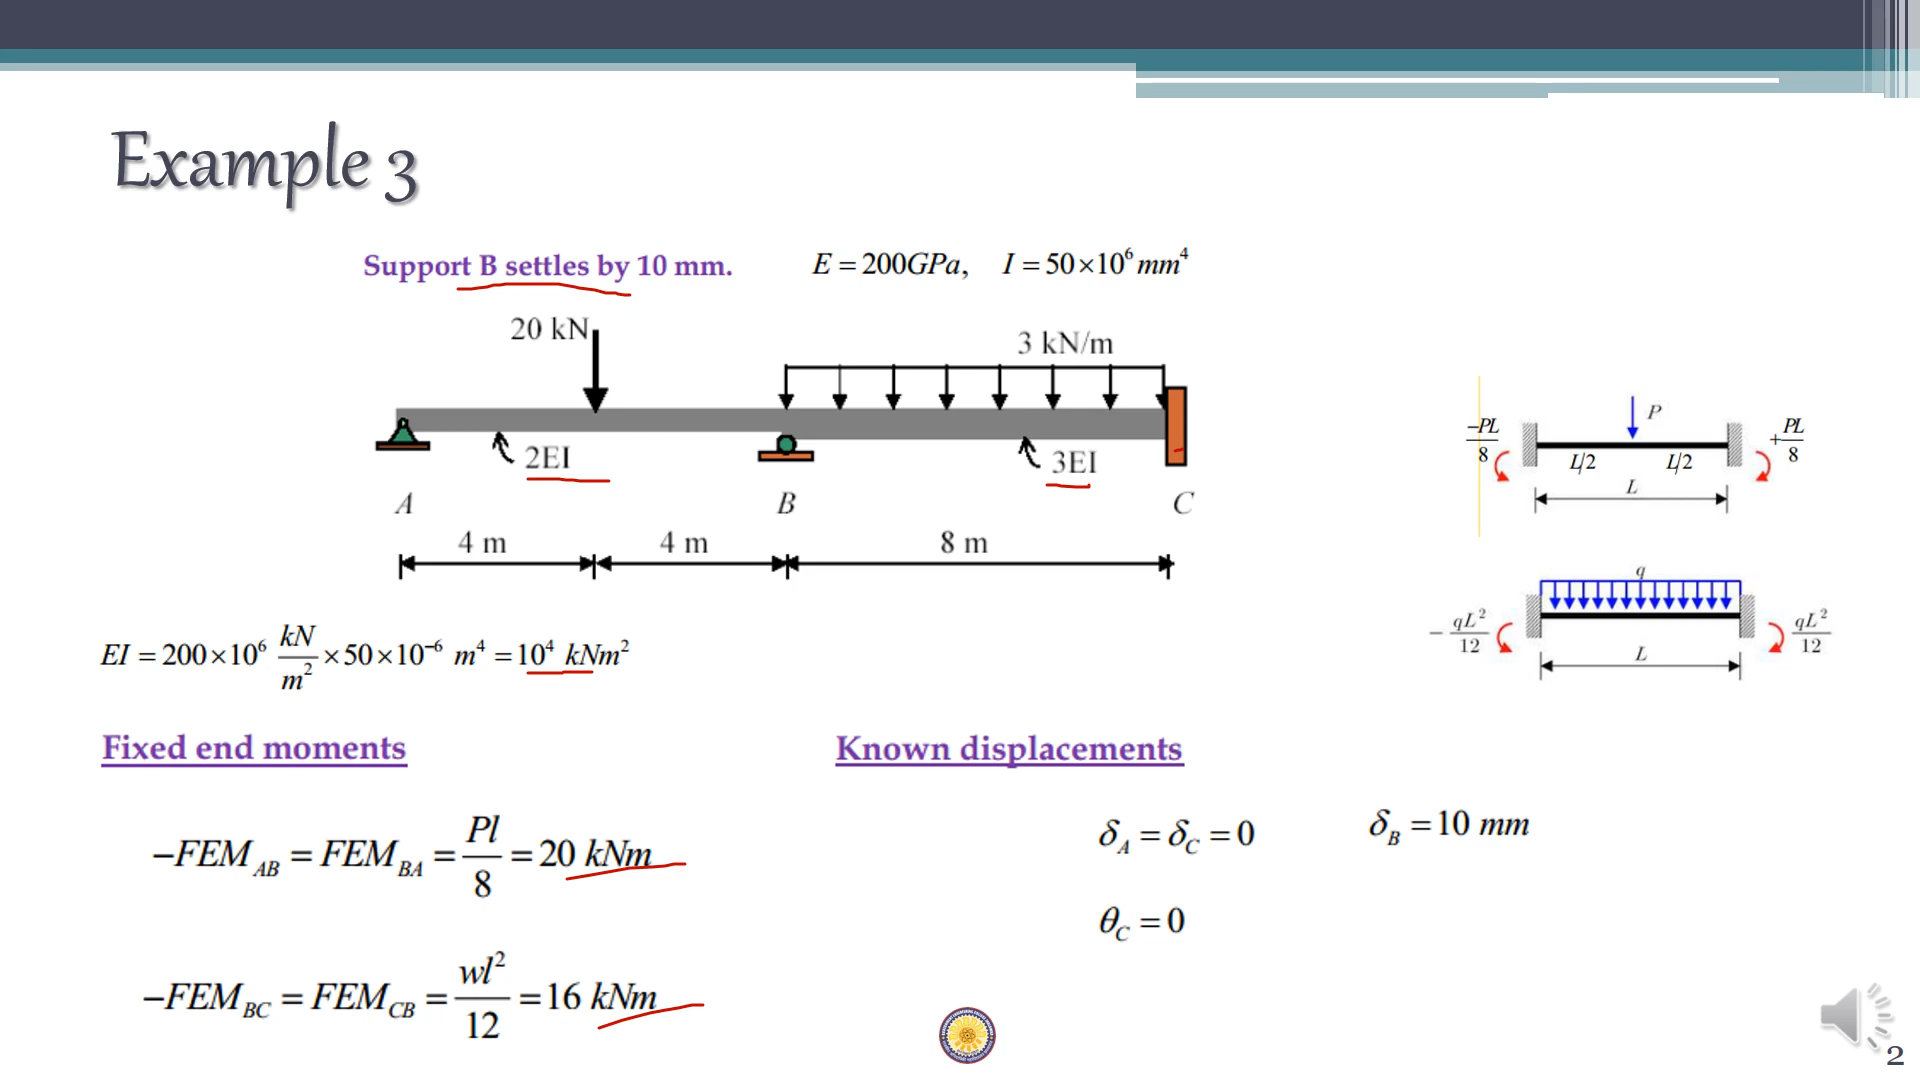 Example 3
Support B settles by 10 mm.
E = 200GPa, I = 50×10⁶ mm⁴
20 kN
3 kN/m
2EI
3EI
A B C
4 m 4 m 8 m
−PL/8
P
+PL/8
L/2 L/2
L
q
− qL²/12
qL²/12
L
EI = 200×10⁶ kN/m² ×50×10⁻⁶ m⁴ = 10⁴ kNm²
Fixed end moments
−FEM_AB = FEM_BA = Pl/8 = 20 kNm
−FEM_BC = FEM_CB = wl²/12 = 16 kNm
Known displacements
δ_A = δ_C = 0
δ_B = 10 mm
θ_C = 0
2